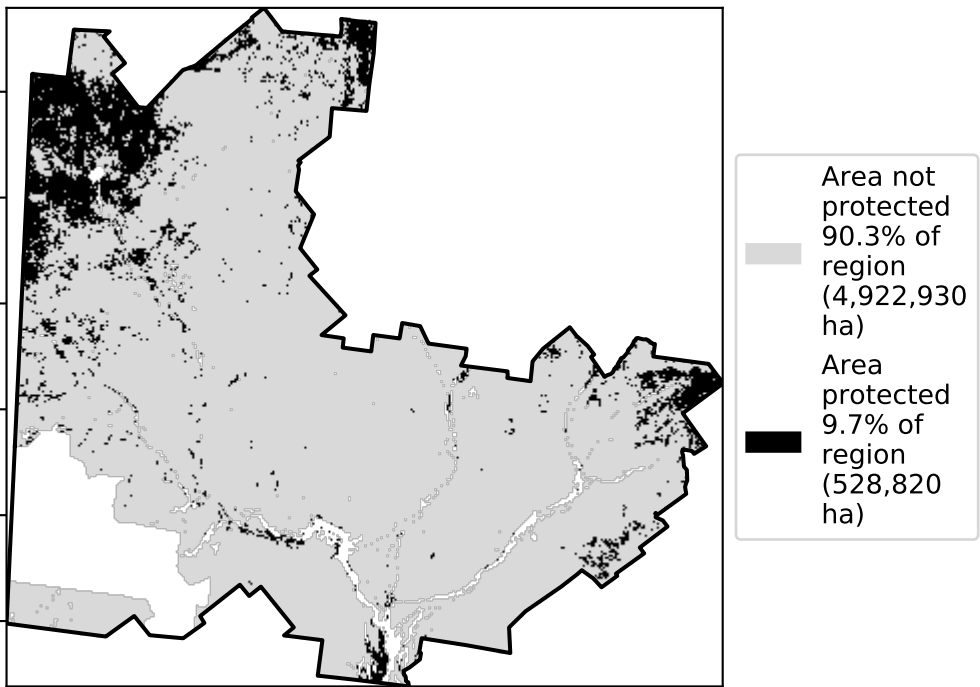 Area not
protected
90.3% of
region
(4,922,930
ha)
Area
protected
9.7% of
region
(528,820
ha)